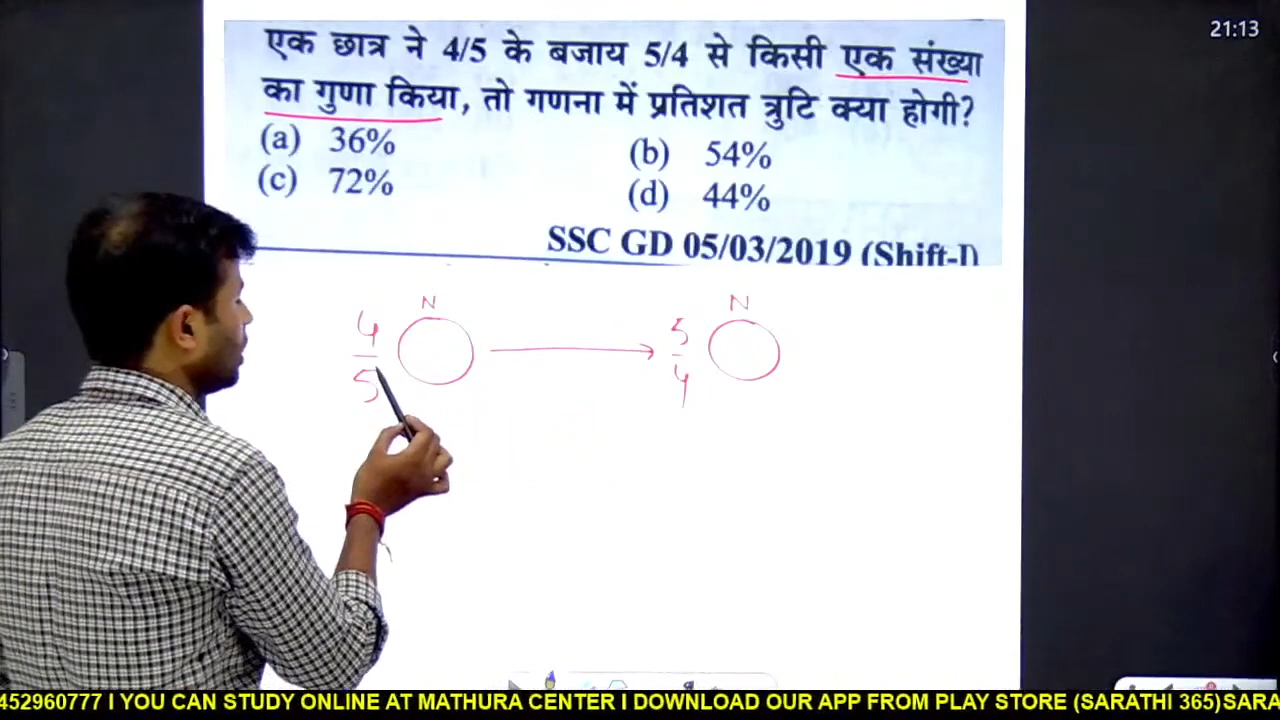 21:13
एक छात्र ने 4/5 के बजाय 5/4 से किसी एक संख्या
का गुणा किया, तो गणना में प्रतिशत त्रुटि क्या होगी?
(a) 36% (b) 54%
(c) 72% (d) 44%
SSC GD 05/03/2019 (Shift-I)
N N
4/5 5/4
452960777 I YOU CAN STUDY ONLINE AT MATHURA CENTER I DOWNLOAD OUR APP FROM PLAY STORE (SARATHI 365)SARA